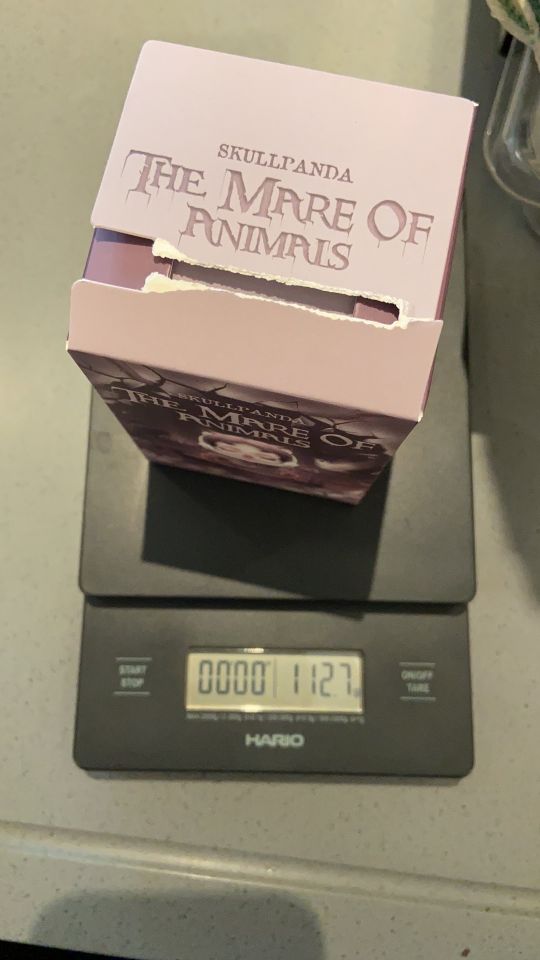 SKULLPANDA
THE MARE OF
ANIMALS
SKULLPANDA
THE MARE OF
ANIMALS
START
STOP
0000 1127
ON/OFF
TARE
HARIO